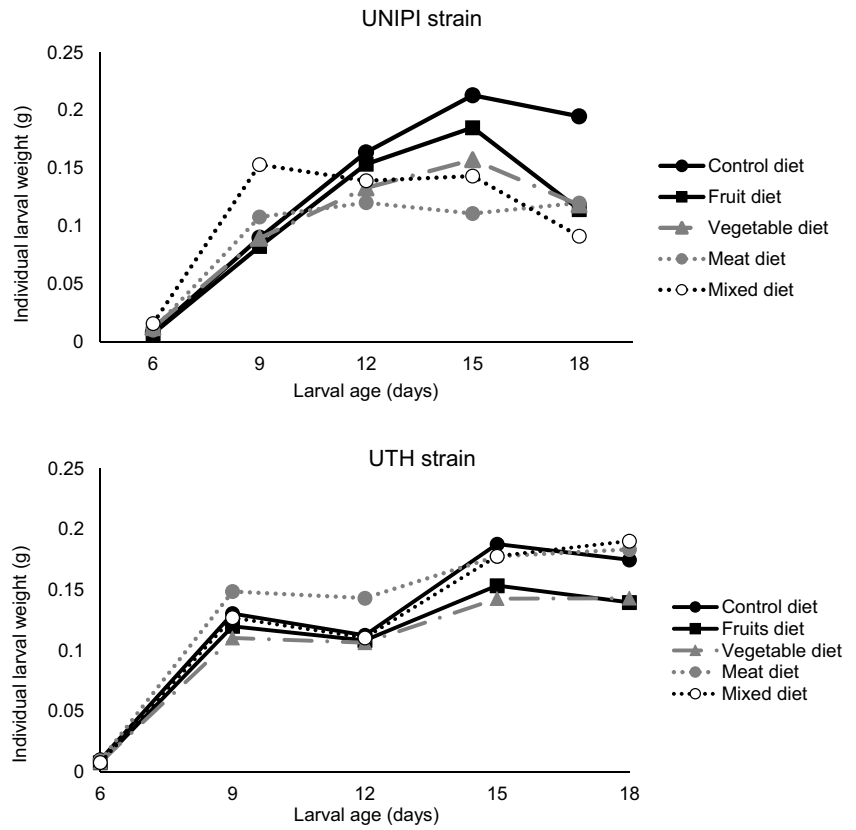 UNIPI strain
0.25
0.2
0.15
0.1
0.05
0
Individual larval weight (g)
6 9 12 15 18
Larval age (days)
Control diet
Fruit diet
Vegetable diet
Meat diet
Mixed diet
UTH strain
0.25
0.2
0.15
0.1
0.05
0
Individual larval weight (g)
6 9 12 15 18
Larval age (days)
Control diet
Fruits diet
Vegetable diet
Meat diet
Mixed diet